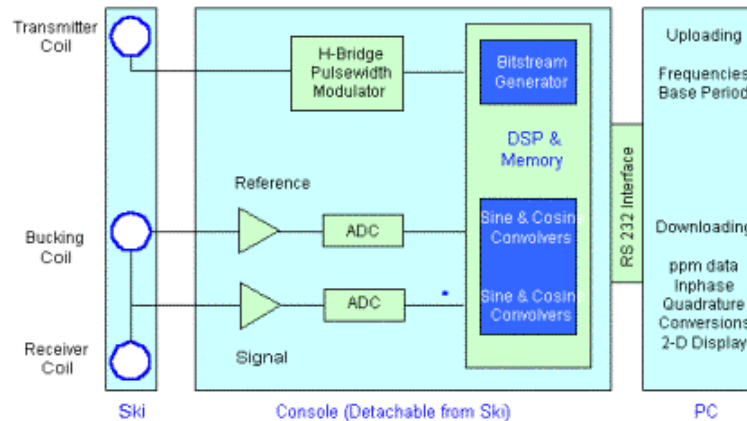 Transmitter
Coil
Bucking
Coil
Receiver
Coil
Ski
H-Bridge
Pulsewidth
Modulator
Bitstream
Generator
DSP &
Memory
Reference
ADC
Sine & Cosine
Convolvers
ADC
Sine & Cosine
Convolvers
Signal
Console (Detachable from Ski)
RS 232 Interface
Uploading
Frequencies
Base Period
Downloading
ppm data
Inphase
Quadrature
Conversions
2-D Display
PC